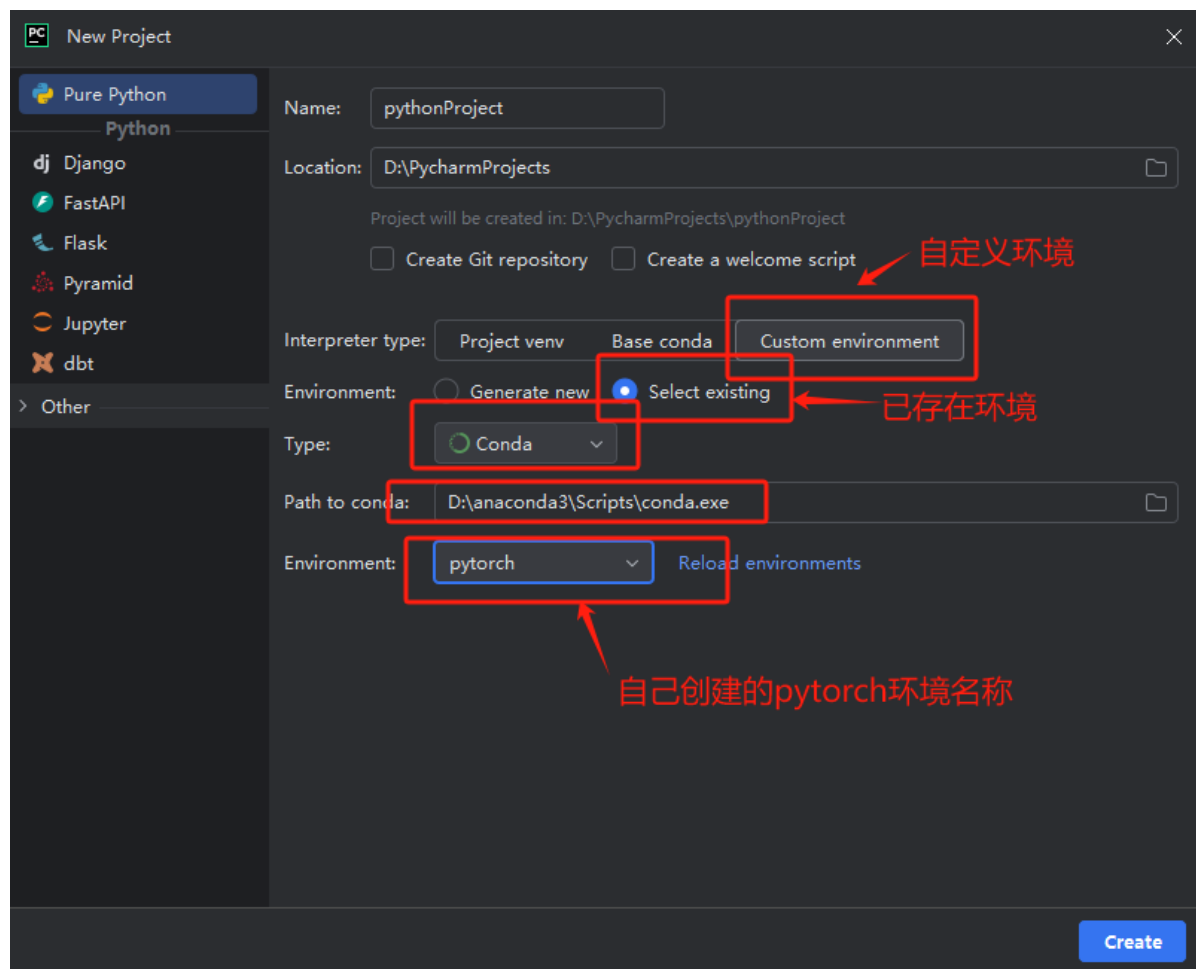 PC New Project
Pure Python
Python
dj Django
FastAPI
Flask
Pyramid
Jupyter
dbt
Other
Name: pythonProject
Location: D:\PycharmProjects
Project will be created in: D:\PycharmProjects\pythonProject
Create Git repository Create a welcome script
自定义环境
Interpreter type: Project venv Base conda Custom environment
Environment: Generate new Select existing
已存在环境
Type: Conda
Path to conda: D:\anaconda3\Scripts\conda.exe
Environment: pytorch Reload environments
自己创建的pytorch环境名称
Create